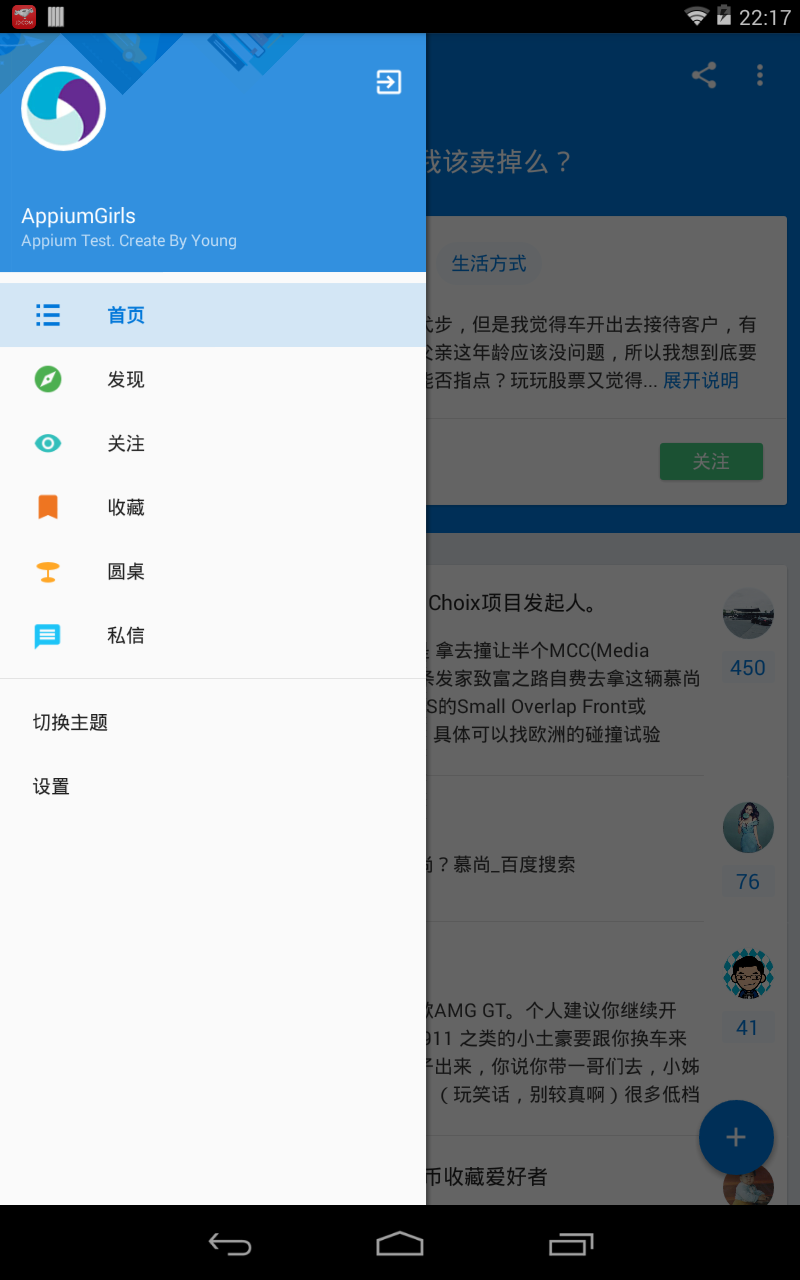 22:17
AppiumGirls
Appium Test. Create By Young
首页
发现
关注
收藏
圆桌
私信
切换主题
设置
我该卖掉么？
生活方式
步，但是我觉得车开出去接待客户，有
父亲这年龄应该没问题，所以我想到底要
能否指点？玩玩股票又觉得... 展开说明
关注
Choix项目发起人。
拿去撞让半个MCC(Media
条发家致富之路自费去拿这辆慕尚
S的Small Overlap Front或
具体可以找欧洲的碰撞试验
450
尚？慕尚_百度搜索
76
AMG GT。个人建议你继续开
911 之类的小土豪要跟你换车来
子出来，你说你带一哥们去，小姊
（玩笑话，别较真啊）很多低档
41
币收藏爱好者